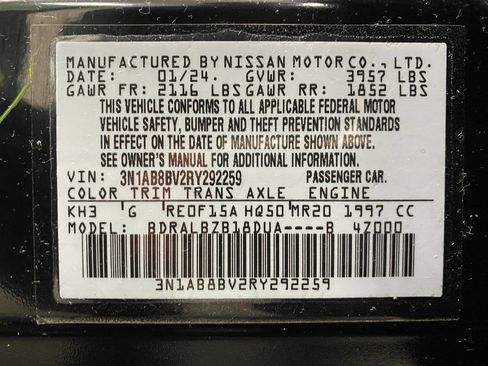 MANUFACTURED BY NISSAN MOTOR CO., LTD.
DATE: 01/24. GVWR: 3957 LBS
GAWR FR: 2116 LBS GAWR RR: 1852 LBS
THIS VEHICLE CONFORMS TO ALL APPLICABLE FEDERAL MOTOR
VEHICLE SAFETY, BUMPER AND THEFT PREVENTION STANDARDS
IN EFFECT ON THE DATE OF MANUFACTURE SHOWN ABOVE.
SEE OWNER'S MANUAL FOR ADDITIONAL INFORMATION.
VIN: 3N1AB8BV2RY292259 PASSENGER CAR.
COLOR TRIM TRANS AXLE ENGINE
KH3 G RE0F15A HQ50 MR20 1997 CC
MODEL: BDRALBZB18DUA----B 47000
3N1AB8BV2RY292259